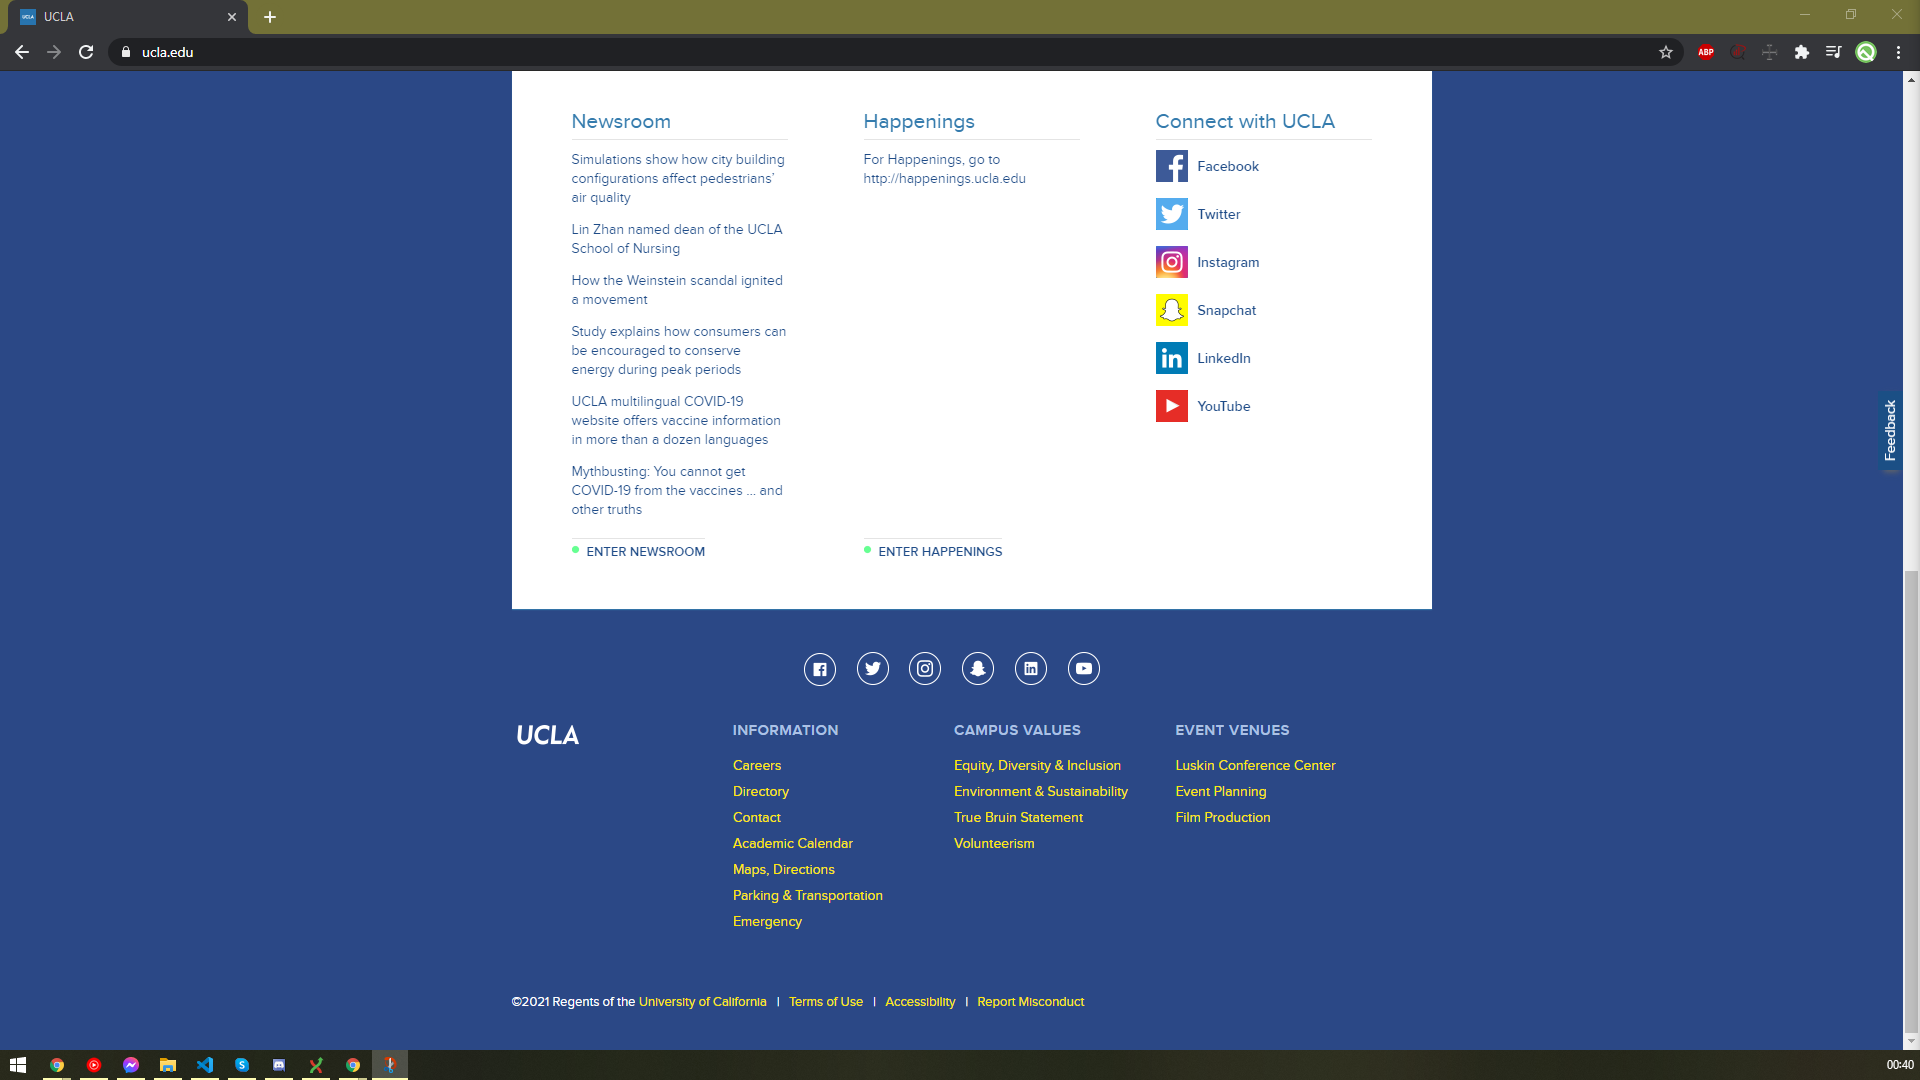 UCLA
ucla.edu
ABP
Newsroom
Simulations show how city building
configurations affect pedestrians’
air quality
Lin Zhan named dean of the UCLA
School of Nursing
How the Weinstein scandal ignited
a movement
Study explains how consumers can
be encouraged to conserve
energy during peak periods
UCLA multilingual COVID-19
website offers vaccine information
in more than a dozen languages
Mythbusting: You cannot get
COVID-19 from the vaccines ... and
other truths
ENTER NEWSROOM
Happenings
For Happenings, go to
http://happenings.ucla.edu
ENTER HAPPENINGS
Connect with UCLA
Facebook
Twitter
Instagram
Snapchat
LinkedIn
YouTube
Feedback
UCLA
INFORMATION
Careers
Directory
Contact
Academic Calendar
Maps, Directions
Parking & Transportation
Emergency
CAMPUS VALUES
Equity, Diversity & Inclusion
Environment & Sustainability
True Bruin Statement
Volunteerism
EVENT VENUES
Luskin Conference Center
Event Planning
Film Production
©2021 Regents of the University of California | Terms of Use | Accessibility | Report Misconduct
00:40